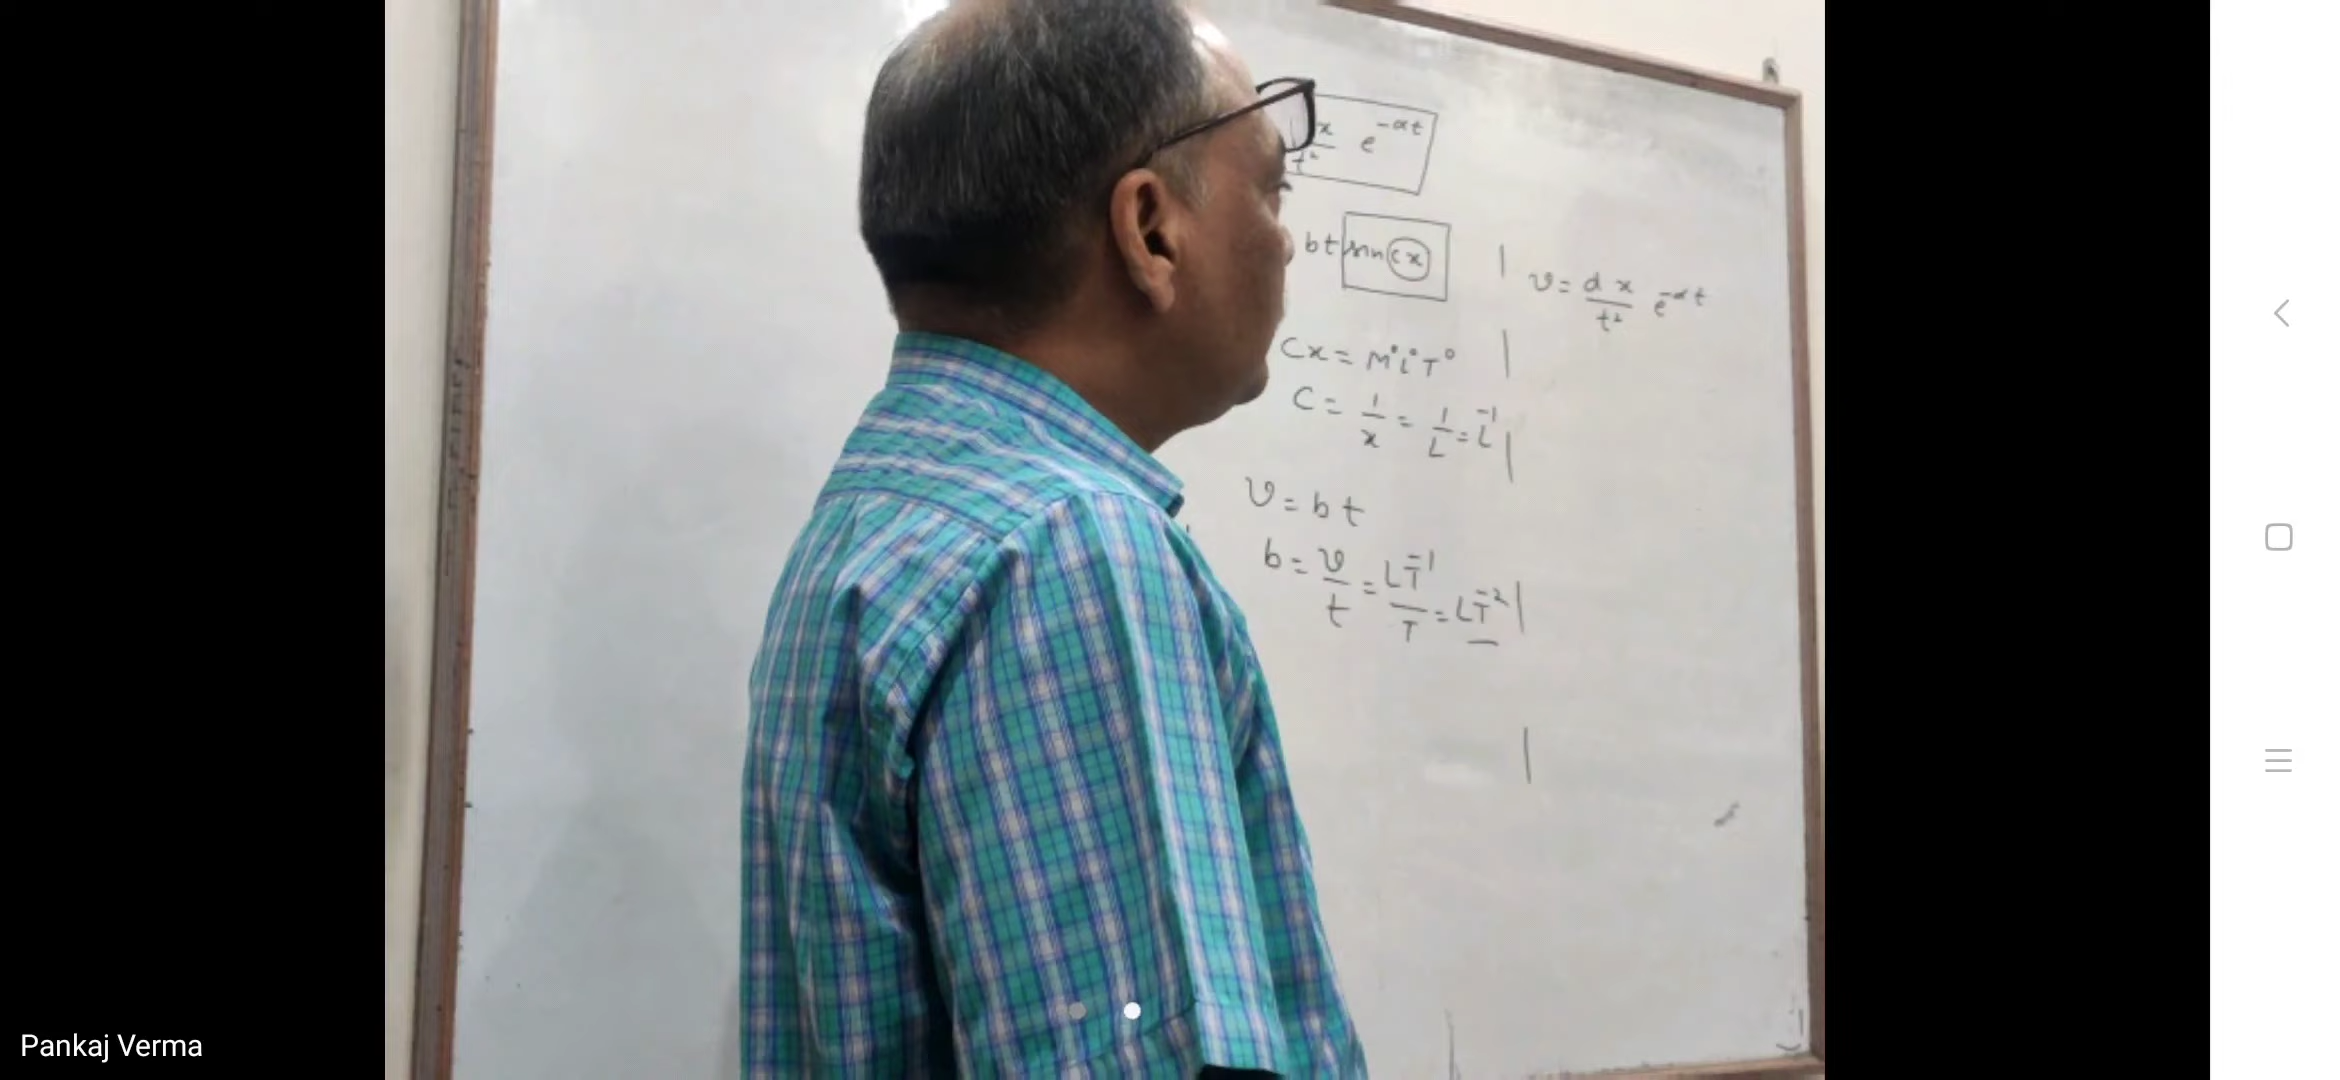 x/t² e^-αt
bt sin(cx)
v = dx/t² e^-αt
Cx = M⁰L⁰T⁰
C = 1/x = 1/L = L^-1
v = bt
b = v/t = LT^-1/T = LT^-2
Pankaj Verma